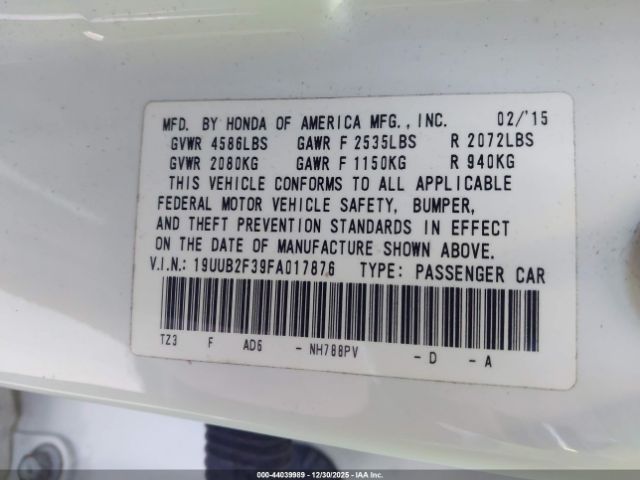 MFD. BY HONDA OF AMERICA MFG., INC. 02/'15
GVWR 4586LBS GAWR F 2535LBS R 2072LBS
GVWR 2080KG GAWR F 1150KG R 940KG
THIS VEHICLE CONFORMS TO ALL APPLICABLE
FEDERAL MOTOR VEHICLE SAFETY, BUMPER,
AND THEFT PREVENTION STANDARDS IN EFFECT
ON THE DATE OF MANUFACTURE SHOWN ABOVE.
V.I.N.: 19UUB2F39FA017876 TYPE: PASSENGER CAR
TZ3 F AD6 - NH788PV - D - A
000-44039989 - 12/30/2025 - IAA Inc.